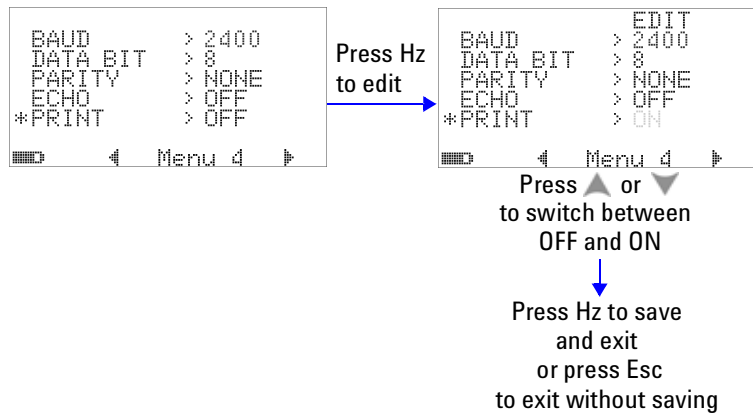 BAUD > 2400
DATA BIT > 8
PARITY > NONE
ECHO > OFF
*PRINT > OFF
Menu 4
Press Hz
to edit
EDIT
BAUD > 2400
DATA BIT > 8
PARITY > NONE
ECHO > OFF
*PRINT > ON
Menu 4
Press or
to switch between
OFF and ON
Press Hz to save
and exit
or press Esc
to exit without saving